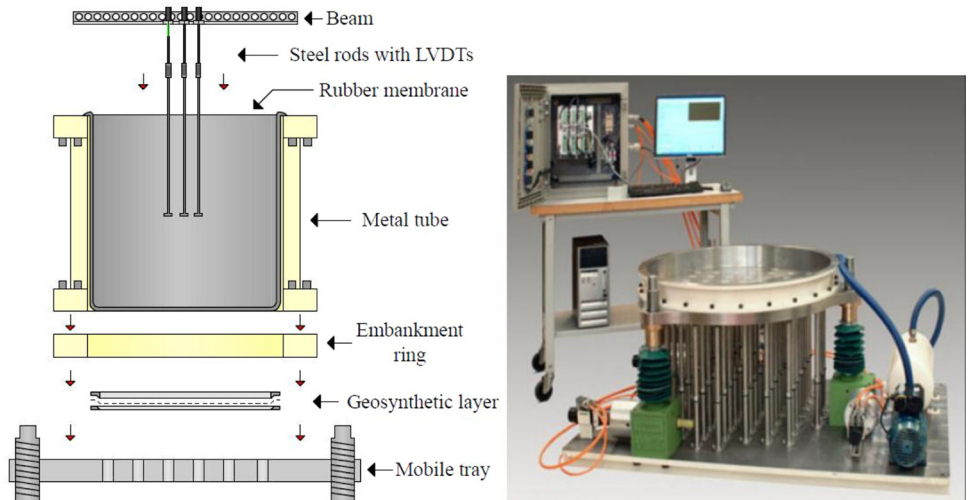 Beam
Steel rods with LVDTs
Rubber membrane
Metal tube
Embankment
ring
Geosynthetic layer
Mobile tray